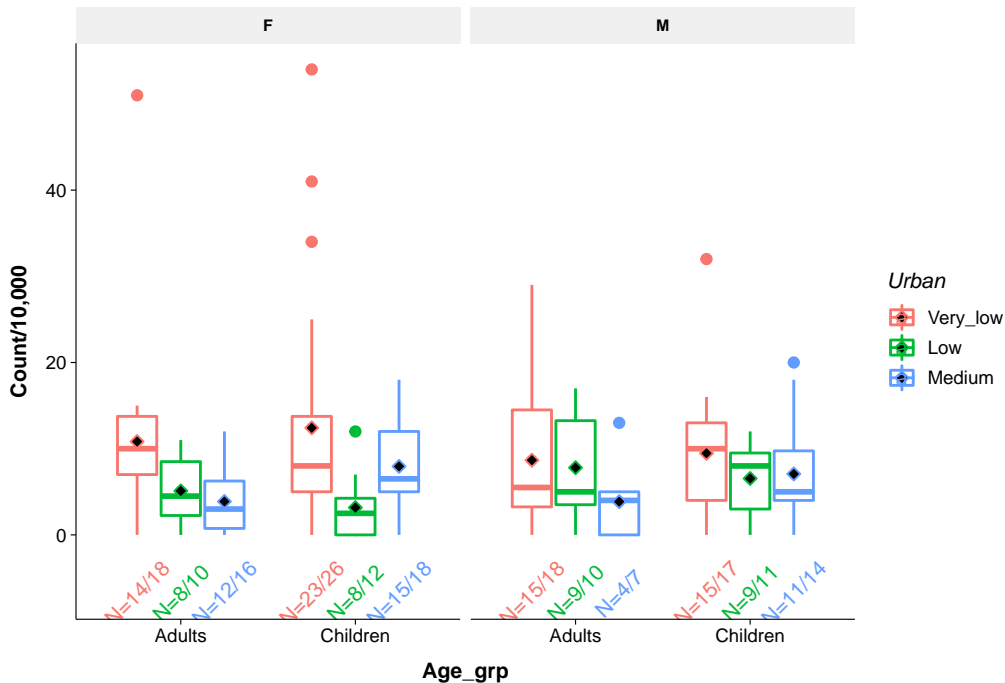 F
M
Count/10,000
40
20
0
N=14/18
N=8/10
N=12/16
N=23/26
N=8/12
N=15/18
N=15/18
N=9/10
N=4/7
N=15/17
N=9/11
N=11/14
Adults
Children
Adults
Children
Age_grp
Urban
Very_low
Low
Medium